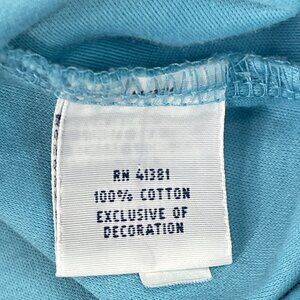 RN 41381
100% COTTON
EXCLUSIVE OF
DECORATION